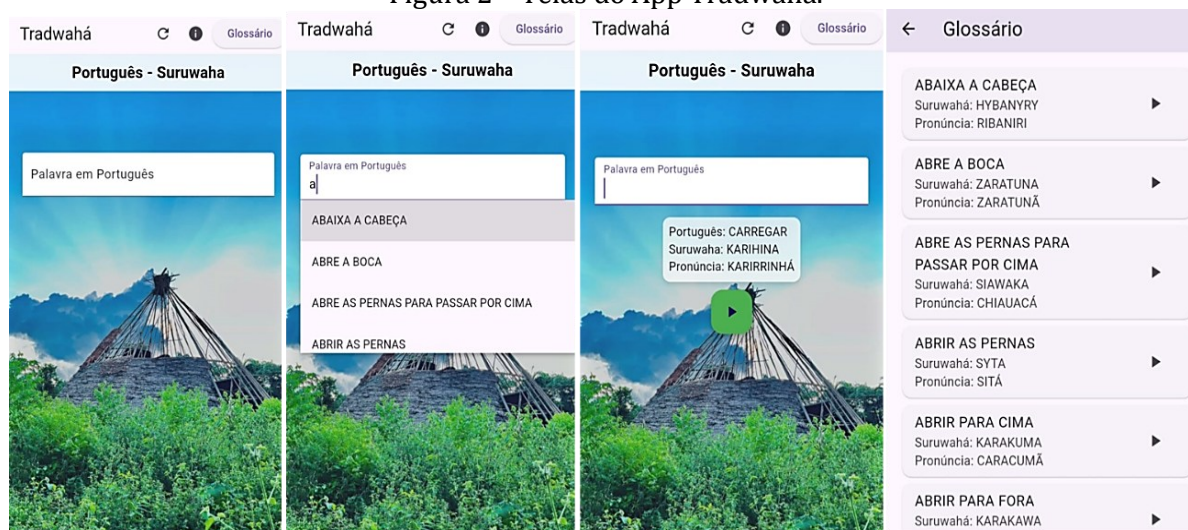 Figura 2 – Telas do App Tradwahá.
Tradwahá
Glossário
Português - Suruwaha
Palavra em Português
Tradwahá
Glossário
Português - Suruwaha
Palavra em Português
a
ABAIXA A CABEÇA
ABRE A BOCA
ABRE AS PERNAS PARA PASSAR POR CIMA
ABRIR AS PERNAS
Tradwahá
Glossário
Português - Suruwaha
Palavra em Português
Português: CARREGAR
Suruwaha: KARIHINA
Pronúncia: KARIRRINHÁ
Glossário
ABAIXA A CABEÇA
Suruwahá: HYBANYRY
Pronúncia: RIBANIRI
ABRE A BOCA
Suruwahá: ZARATUNA
Pronúncia: ZARATUNÃ
ABRE AS PERNAS PARA
PASSAR POR CIMA
Suruwahá: SIAWAKA
Pronúncia: CHIAUACÁ
ABRIR AS PERNAS
Suruwahá: SYTA
Pronúncia: SITÁ
ABRIR PARA CIMA
Suruwahá: KARAKUMA
Pronúncia: CARACUMÃ
ABRIR PARA FORA
Suruwahá: KARAKAWA